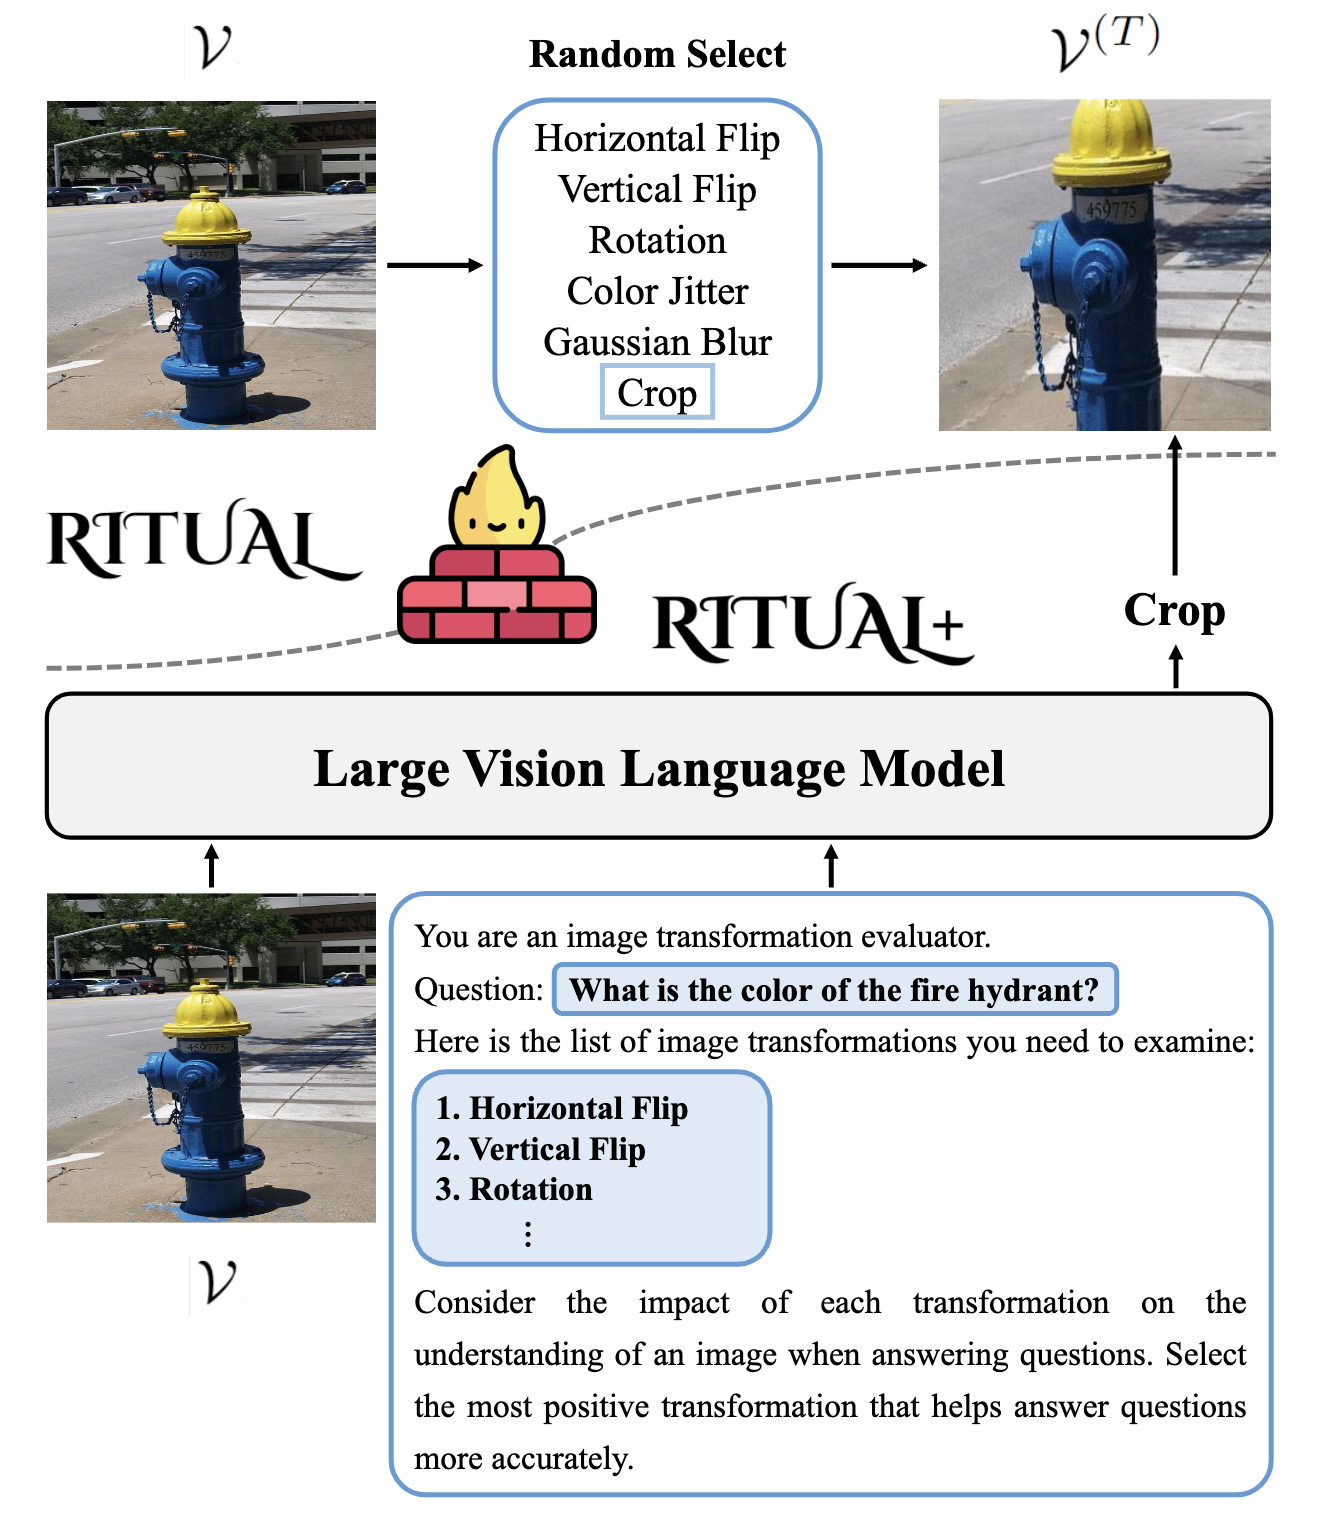 𝒱
Random Select
𝒱^(T)
Horizontal Flip
Vertical Flip
Rotation
Color Jitter
Gaussian Blur
Crop
459775
459775
RITUAL
RITUAL+
Crop
Large Vision Language Model
You are an image transformation evaluator.
Question: What is the color of the fire hydrant?
Here is the list of image transformations you need to examine:
1. Horizontal Flip
2. Vertical Flip
3. Rotation
⋮
459775
𝒱
Consider the impact of each transformation on the
understanding of an image when answering questions. Select
the most positive transformation that helps answer questions
more accurately.